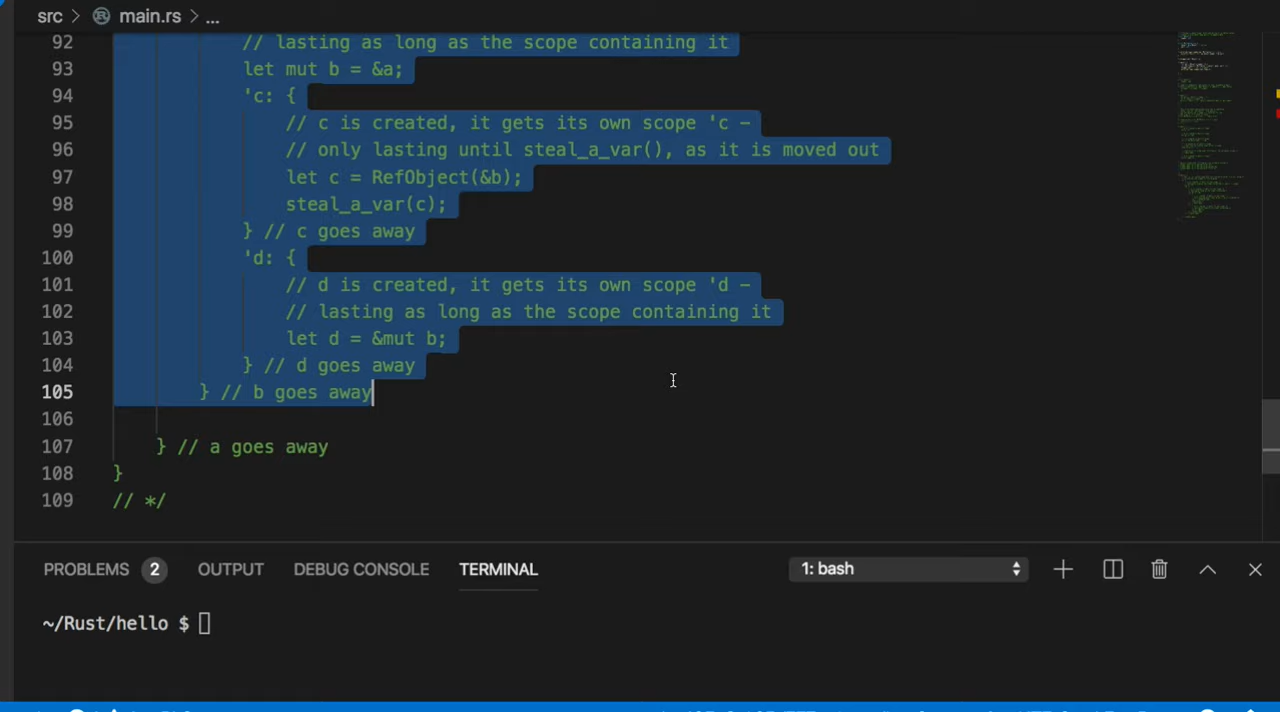 src > main.rs > ...
92 // lasting as long as the scope containing it
93 let mut b = &a;
94 'c: {
95 // c is created, it gets its own scope 'c -
96 // only lasting until steal_a_var(), as it is moved out
97 let c = RefObject(&b);
98 steal_a_var(c);
99 } // c goes away
100 'd: {
101 // d is created, it gets its own scope 'd -
102 // lasting as long as the scope containing it
103 let d = &mut b;
104 } // d goes away
105 } // b goes away
106
107 } // a goes away
108 }
109 // */
PROBLEMS 2 OUTPUT DEBUG CONSOLE TERMINAL 1: bash
~/Rust/hello $